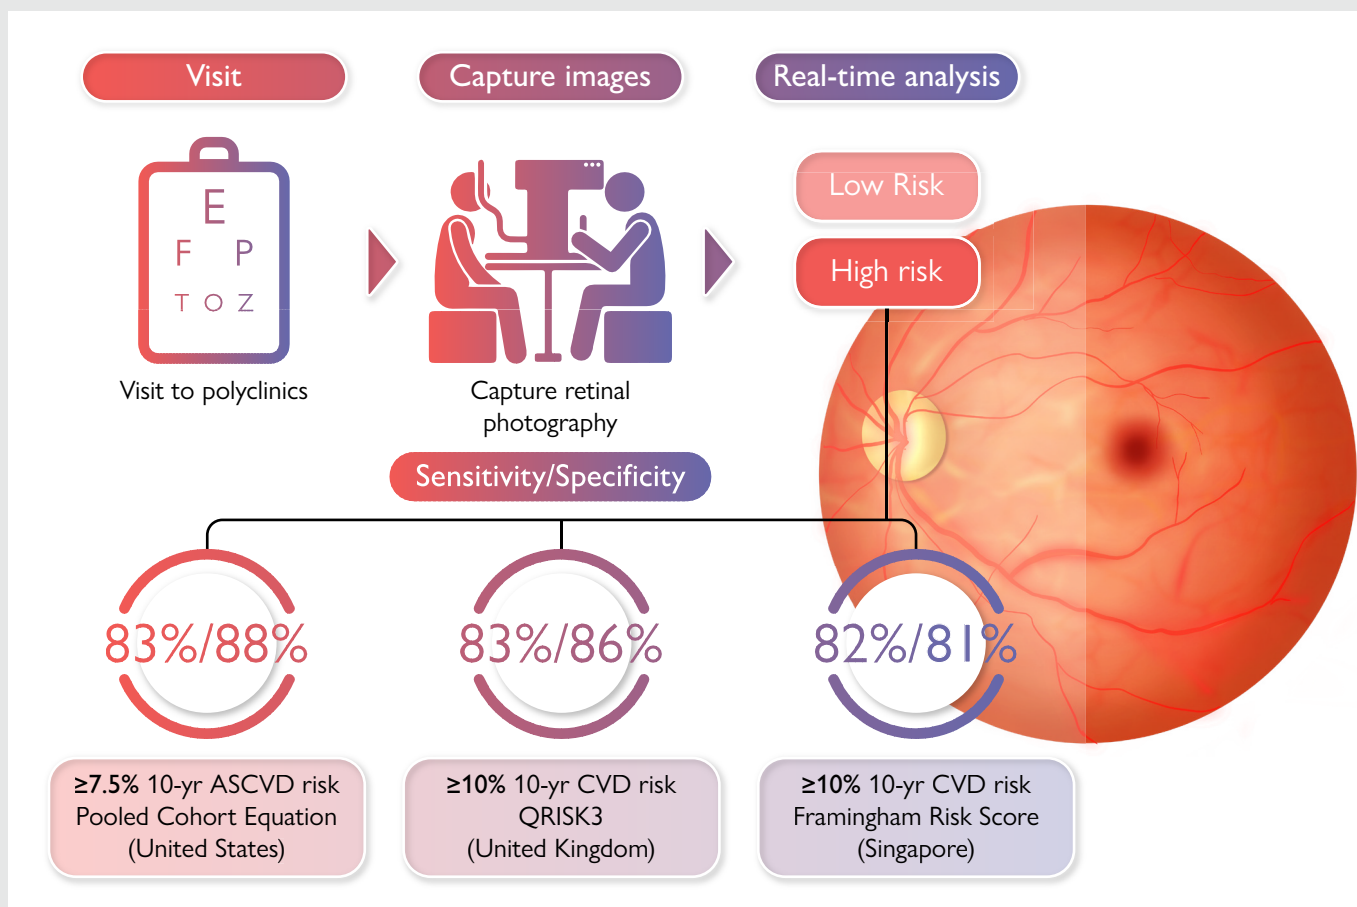 Visit
Capture images
Real-time analysis
E
F P
T O Z
Low Risk
High risk
Visit to polyclinics
Capture retinal
photography
Sensitivity/Specificity
83%/88%
83%/86%
82%/81%
≥7.5% 10-yr ASCVD risk
Pooled Cohort Equation
(United States)
≥10% 10-yr CVD risk
QRISK3
(United Kingdom)
≥10% 10-yr CVD risk
Framingham Risk Score
(Singapore)